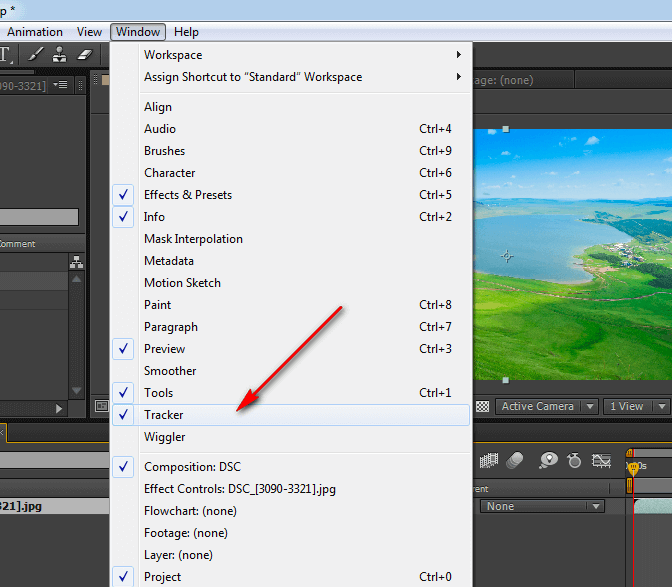 p *
Animation View Window Help
T
Workspace
Assign Shortcut to “Standard” Workspace
090-3321]
age: (none)
Align
Audio Ctrl+4
Brushes Ctrl+9
Character Ctrl+6
Effects & Presets Ctrl+5
Info Ctrl+2
Mask Interpolation
omment
Metadata
Motion Sketch
Paint Ctrl+8
Paragraph Ctrl+7
Preview Ctrl+3
Smoother
Tools Ctrl+1
Active Camera 1 View
Tracker
Wiggler
Composition: DSC
Effect Controls: DSC_[3090-3321].jpg
rent
321].jpg
None
Flowchart: (none)
Footage: (none)
Layer: (none)
Project Ctrl+0